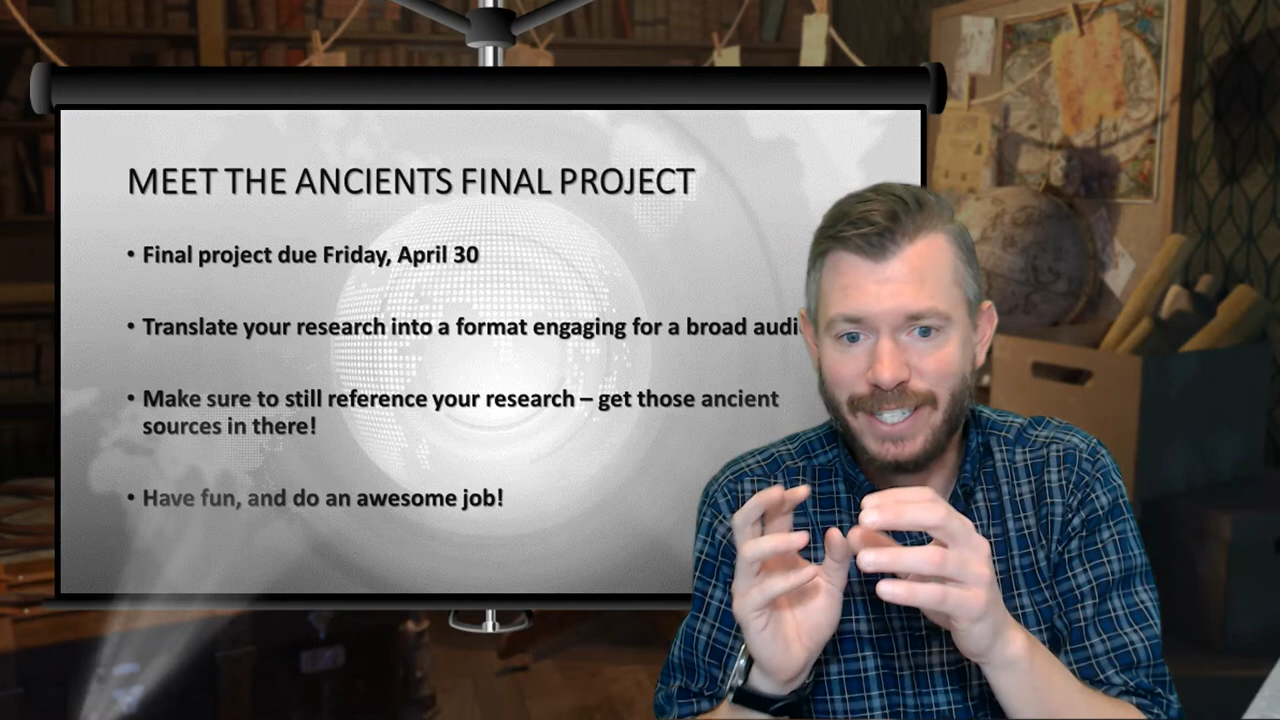 MEET THE ANCIENTS FINAL PROJECT
• Final project due Friday, April 30
• Translate your research into a format engaging for a broad audi
• Make sure to still reference your research – get those ancient
sources in there!
• Have fun, and do an awesome job!